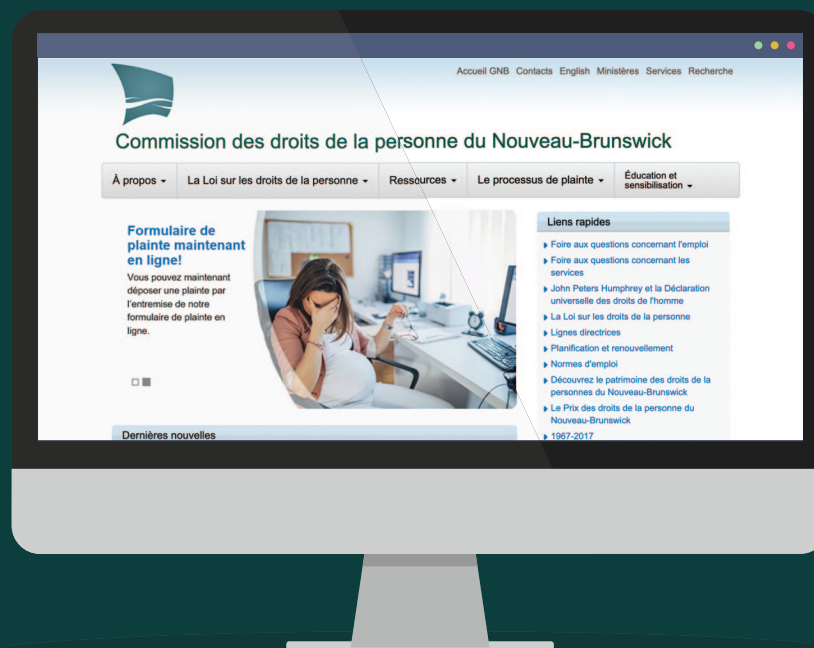 Accueil GNB Contacts English Ministères Services Recherche
Commission des droits de la personne du Nouveau-Brunswick
À propos La Loi sur les droits de la personne Ressources Le processus de plainte Éducation et
sensibilisation
Formulaire de
plainte maintenant
en ligne!
Vous pouvez maintenant
déposer une plainte par
l'entremise de notre
formulaire de plainte en
ligne.
Liens rapides
Foire aux questions concernant l'emploi
Foire aux questions concernant les
services
John Peters Humphrey et la Déclaration
universelle des droits de l'homme
La Loi sur les droits de la personne
Lignes directrices
Planification et renouvellement
Normes d'emploi
Découvrez le patrimoine des droits de la
personnes du Nouveau-Brunswick
Le Prix des droits de la personne du
Nouveau-Brunswick
1967-2017
Dernières nouvelles